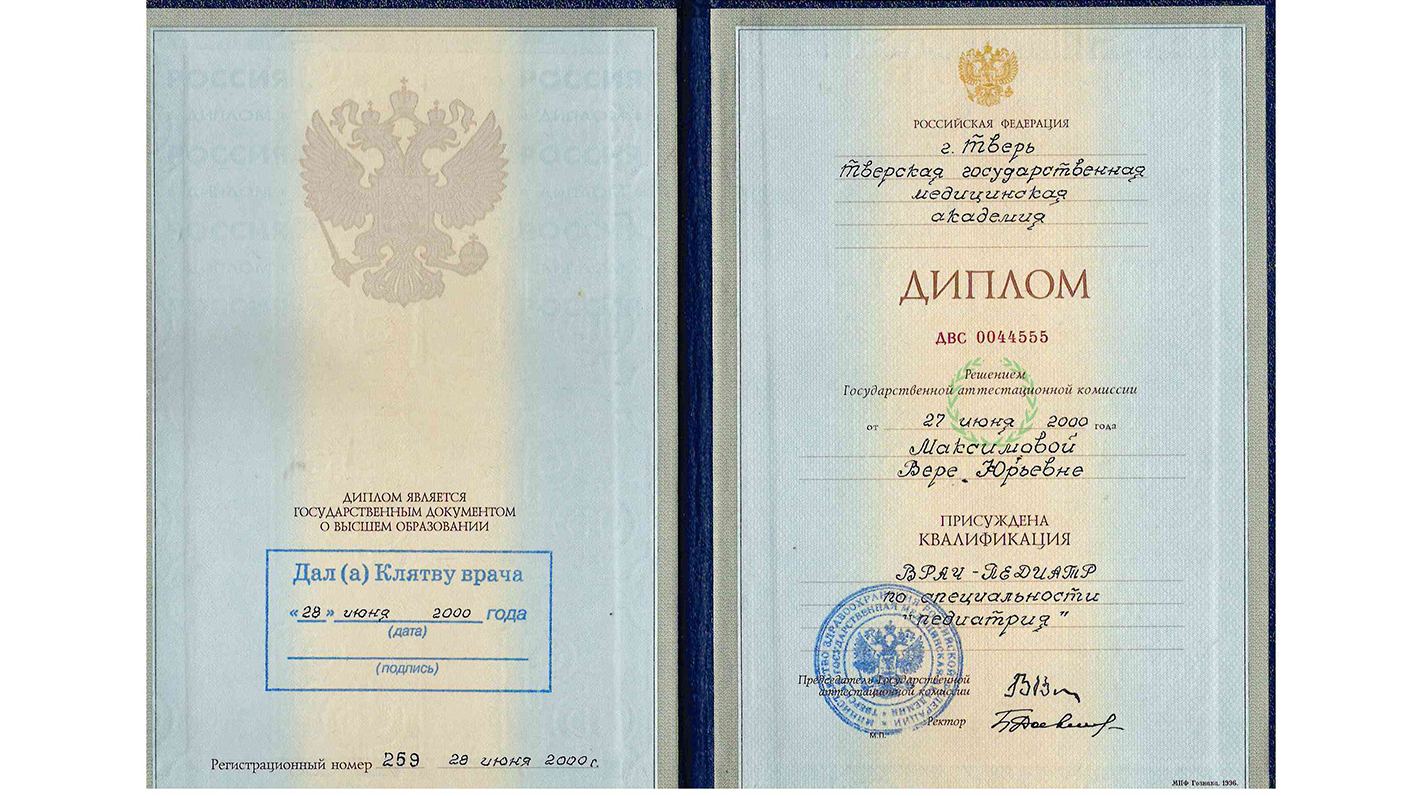 ДИПЛОМ ЯВЛЯЕТСЯ
ГОСУДАРСТВЕННЫМ ДОКУМЕНТОМ
О ВЫСШЕМ ОБРАЗОВАНИИ
Дал (а) Клятву врача
«28» июня 2000 года
(дата)
(подпись)
Регистрационный номер 259 28 июня 2000 г.
РОССИЙСКАЯ ФЕДЕРАЦИЯ
г. Тверь
Тверская государственная
медицинская
академия
ДИПЛОМ
ДВС 0044555
Решением
Государственной аттестационной комиссии
от 27 июня 2000 года
Максимовой
Вере Юрьевне
ПРИСУЖДЕНА
КВАЛИФИКАЦИЯ
ВРАЧ-ПЕДИАТР
по специальности
"педиатрия"
Председатель Государственной
аттестационной комиссии
Ректор
М.П.
МПФ Гознака. 1996.